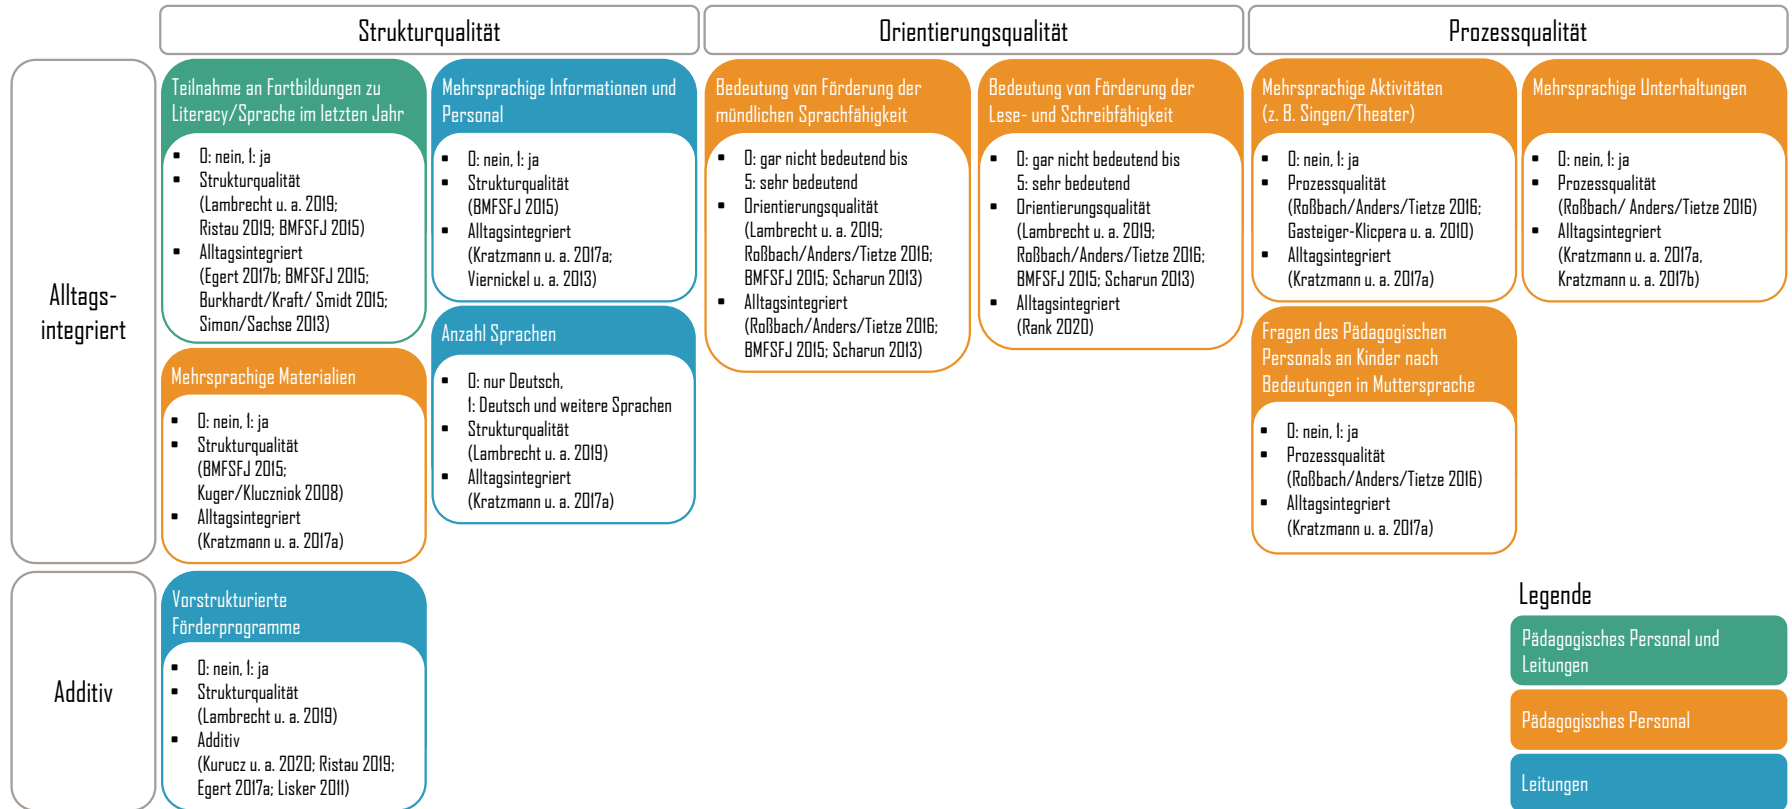 Strukturqualität
Orientierungsqualität
Prozessqualität
Alltags-
integriert
Teilnahme an Fortbildungen zu
Literacy/Sprache im letzten Jahr
▪ 0: nein, 1: ja
▪ Strukturqualität
(Lambrecht u. a. 2019;
Ristau 2019; BMFSFJ 2015)
▪ Alltagsintegriert
(Egert 2017b; BMFSFJ 2015;
Burkhardt/Kraft/ Smidt 2015;
Simon/Sachse 2013)
Mehrsprachige Materialien
▪ 0: nein, 1: ja
▪ Strukturqualität
(BMFSFJ 2015;
Kuger/Kluczniok 2008)
▪ Alltagsintegriert
(Kratzmann u. a. 2017a)
Mehrsprachige Informationen und
Personal
▪ 0: nein, 1: ja
▪ Strukturqualität
(BMFSFJ 2015)
▪ Alltagsintegriert
(Kratzmann u. a. 2017a;
Viernickel u. a. 2013)
Anzahl Sprachen
▪ 0: nur Deutsch,
1: Deutsch und weitere Sprachen
▪ Strukturqualität
(Lambrecht u. a. 2019)
▪ Alltagsintegriert
(Kratzmann u. a. 2017a)
Bedeutung von Förderung der
mündlichen Sprachfähigkeit
▪ 0: gar nicht bedeutend bis
5: sehr bedeutend
▪ Orientierungsqualität
(Lambrecht u. a. 2019;
Roßbach/Anders/Tietze 2016;
BMFSFJ 2015; Scharun 2013)
▪ Alltagsintegriert
(Roßbach/Anders/Tietze 2016;
BMFSFJ 2015; Scharun 2013)
Bedeutung von Förderung der
Lese- und Schreibfähigkeit
▪ 0: gar nicht bedeutend bis
5: sehr bedeutend
▪ Orientierungsqualität
(Lambrecht u. a. 2019;
Roßbach/Anders/Tietze 2016;
BMFSFJ 2015; Scharun 2013)
▪ Alltagsintegriert
(Rank 2020)
Mehrsprachige Aktivitäten
(z. B. Singen/Theater)
▪ 0: nein, 1: ja
▪ Prozessqualität
(Roßbach/Anders/Tietze 2016;
Gasteiger-Klicpera u. a. 2010)
▪ Alltagsintegriert
(Kratzmann u. a. 2017a)
Fragen des Pädagogischen
Personals an Kinder nach
Bedeutungen in Muttersprache
▪ 0: nein, 1: ja
▪ Prozessqualität
(Roßbach/Anders/Tietze 2016)
▪ Alltagsintegriert
(Kratzmann u. a. 2017a)
Mehrsprachige Unterhaltungen
▪ 0: nein, 1: ja
▪ Prozessqualität
(Roßbach/ Anders/Tietze 2016)
▪ Alltagsintegriert
(Kratzmann u. a. 2017a,
Kratzmann u. a. 2017b)
Additiv
Vorstrukturierte
Förderprogramme
▪ 0: nein, 1: ja
▪ Strukturqualität
(Lambrecht u. a. 2019)
▪ Additiv
(Kurucz u. a. 2020; Ristau 2019;
Egert 2017a; Lisker 2011)
Legende
Pädagogisches Personal und
Leitungen
Pädagogisches Personal
Leitungen